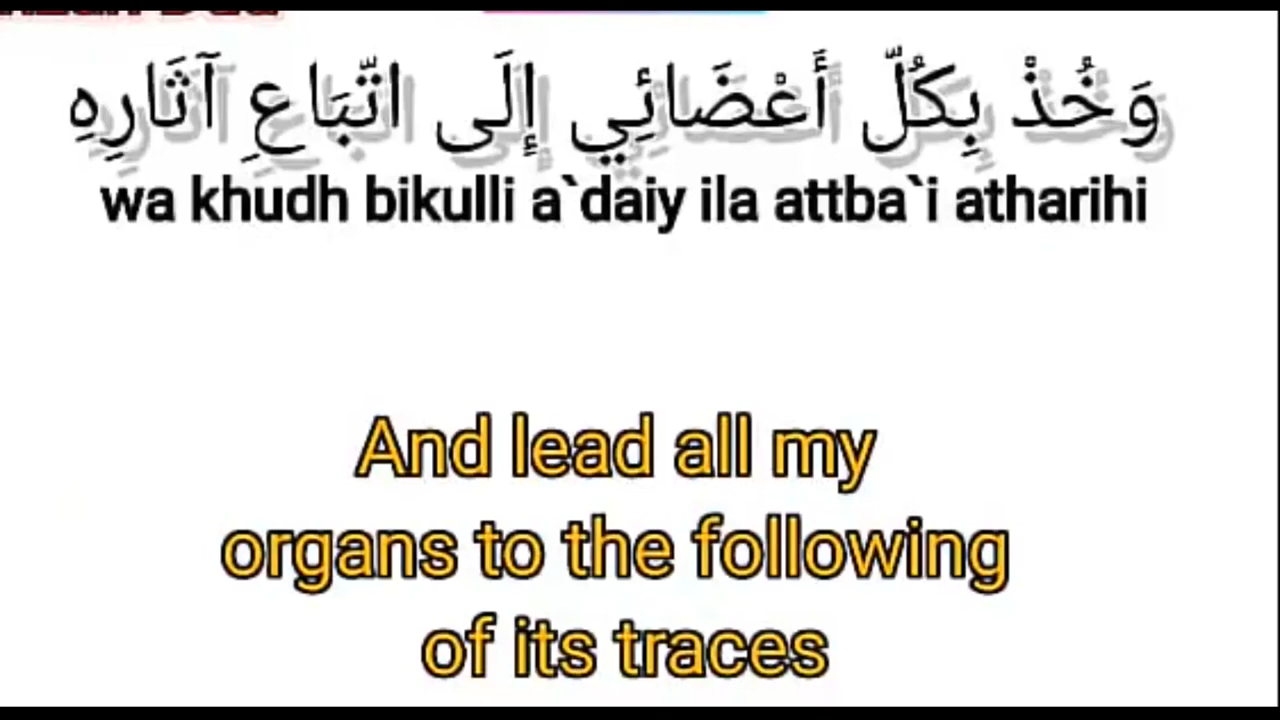 وَخُذْ بِكُلّ أَعْضَائِي إِلَى اتّبَاعِ آثَارِهِ
wa khudh bikulli a`daiy ila attba`i atharihi
And lead all my
organs to the following
of its traces